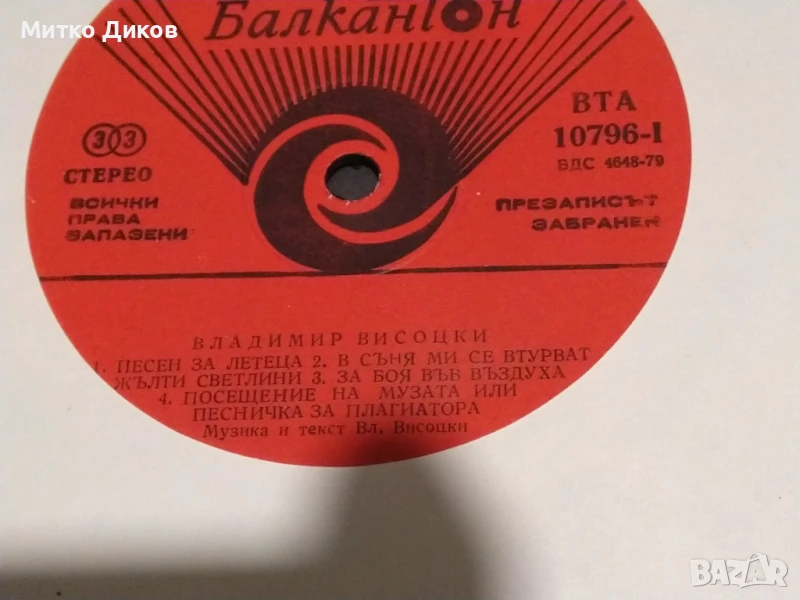 Митко Диков
Балкантон
33
СТЕРЕО
ВСИЧКИ
ПРАВА
ЗАПАЗЕНИ
ВТА
10796-I
БДС 4648-79
ПРЕЗАПИСЪТ
ЗАБРАНЕН
ВЛАДИМИР ВИСОЦКИ
1. ПЕСЕН ЗА ЛЕТЕЦА 2. В СЪНЯ МИ СЕ ВТУРВАТ
ЖЪЛТИ СВЕТЛИНИ 3. ЗА БОЯ ВЪВ ВЪЗДУХА
4. ПОСЕЩЕНИЕ НА МУЗАТА ИЛИ
ПЕСНИЧКА ЗА ПЛАГИАТОРА
Музика и текст Вл. Висоцки
BAZAR